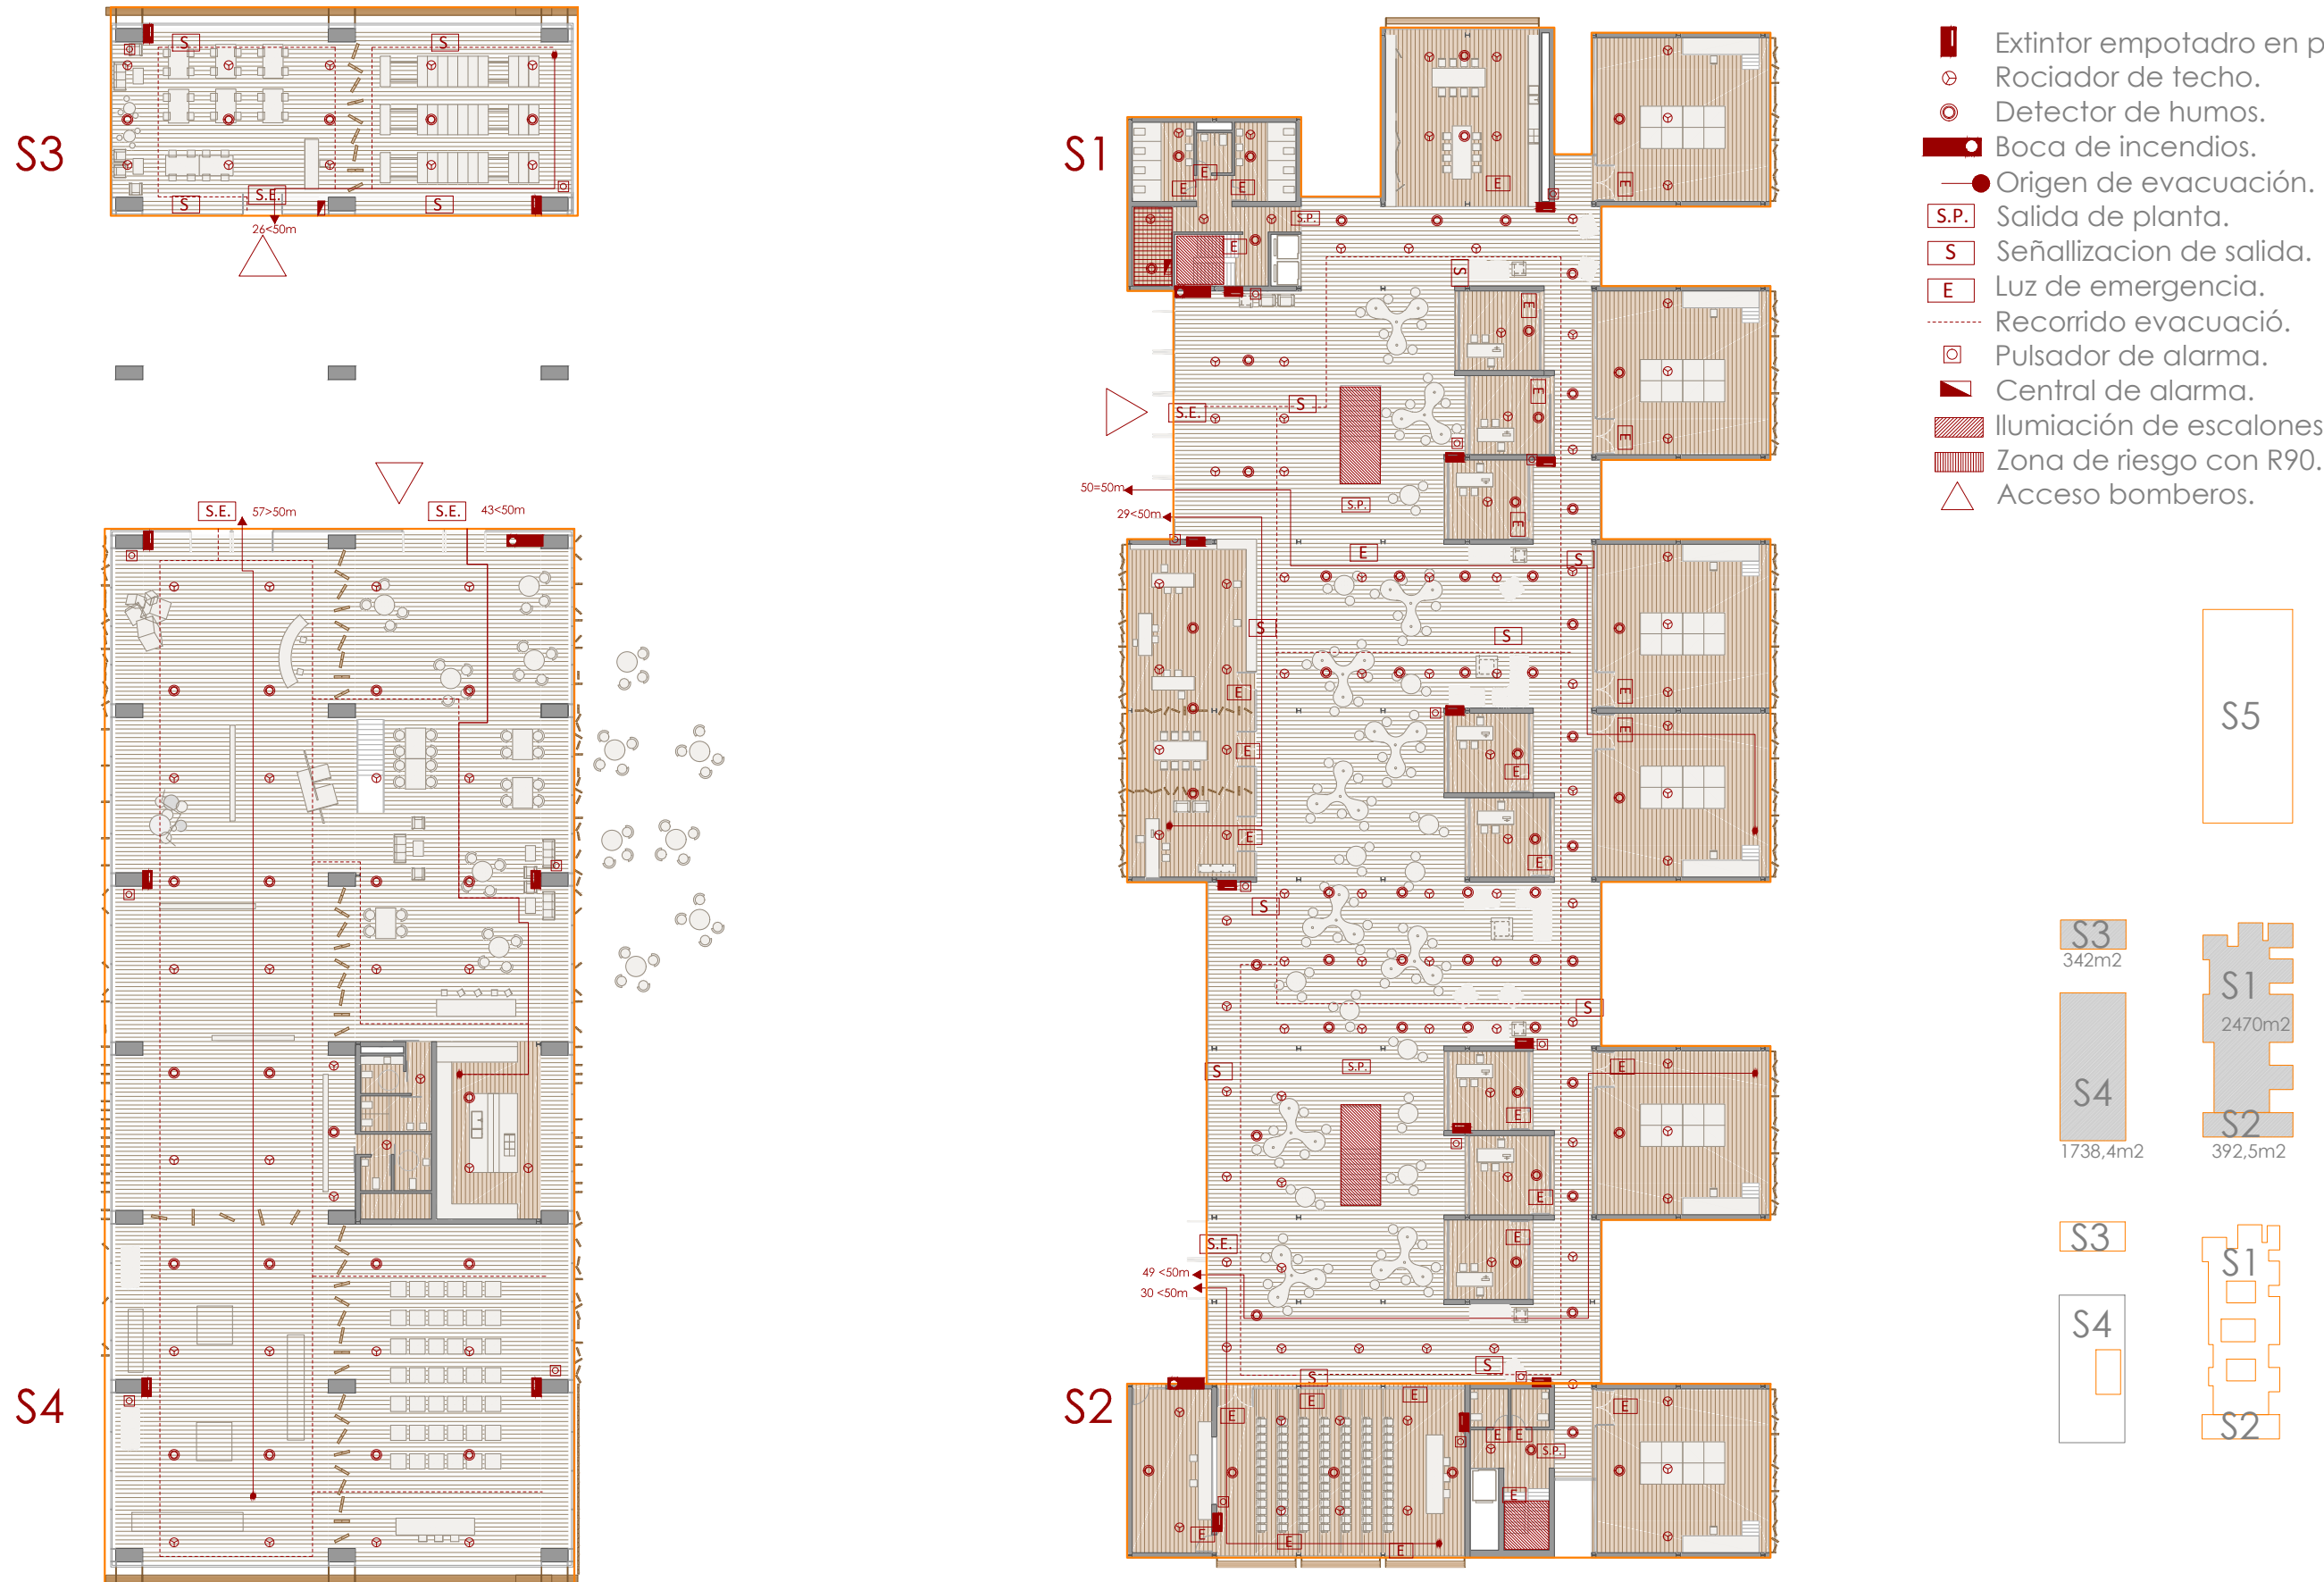 S3
S
S
S
S.E.
S
26<50m
S.E.
57>50m
S.E.
43<50m
S4
S1
E
E
E
E
S.P.
E
E
S
E
E
E
S.E.
S
E
50=50m
S.P.
29<50m
E
E
S
S
S
E
E
E
E
E
E
E
S
S
S.P.
S
E
E
E
S.E.
E
49 <50m
30 <50m
S
S
S2
E
E
E
E
E
E
S.P.
E
E
E
E
Extintor empotadro en p
Rociador de techo.
Detector de humos.
Boca de incendios.
Origen de evacuación.
S.P. Salida de planta.
S Señallizacion de salida.
E Luz de emergencia.
Recorrido evacuació.
Pulsador de alarma.
Central de alarma.
Ilumiación de escalones
Zona de riesgo con R90.
Acceso bomberos.
S5
S3
342m2
S1
2470m2
S4
1738,4m2
S2
392,5m2
S3
S1
S4
S2